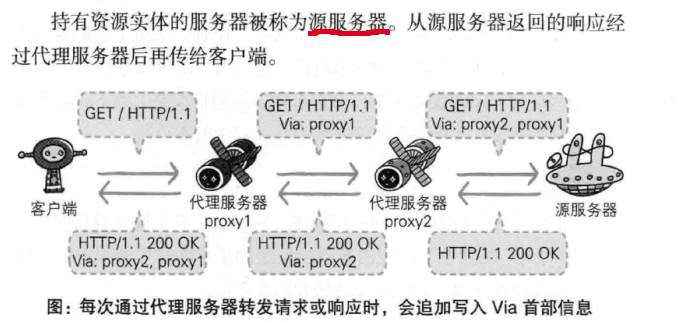 持有资源实体的服务器被称为源服务器。从源服务器返回的响应经
过代理服务器后再传给客户端。
GET / HTTP/1.1
GET / HTTP/1.1
Via: proxy1
GET / HTTP/1.1
Via: proxy2, proxy1
客户端
代理服务器
proxy1
代理服务器
proxy2
源服务器
HTTP/1.1 200 OK
Via: proxy2, proxy1
HTTP/1.1 200 OK
Via: proxy2
HTTP/1.1 200 OK
图：每次通过代理服务器转发请求或响应时，会追加写入 Via 首部信息